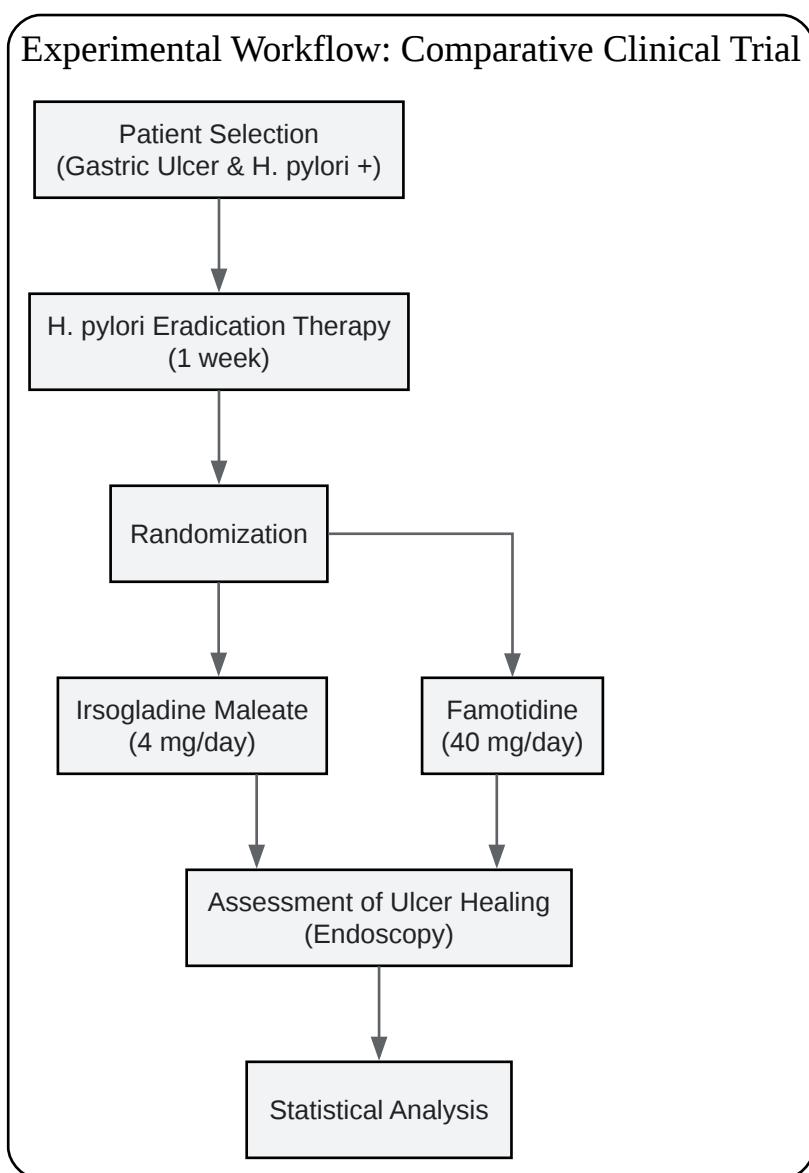 Experimental Workflow: Comparative Clinical Trial
Patient Selection
(Gastric Ulcer & H. pylori +)
H. pylori Eradication Therapy
(1 week)
Randomization
Irsogladine Maleate
(4 mg/day)
Famotidine
(40 mg/day)
Assessment of Ulcer Healing
(Endoscopy)
Statistical Analysis